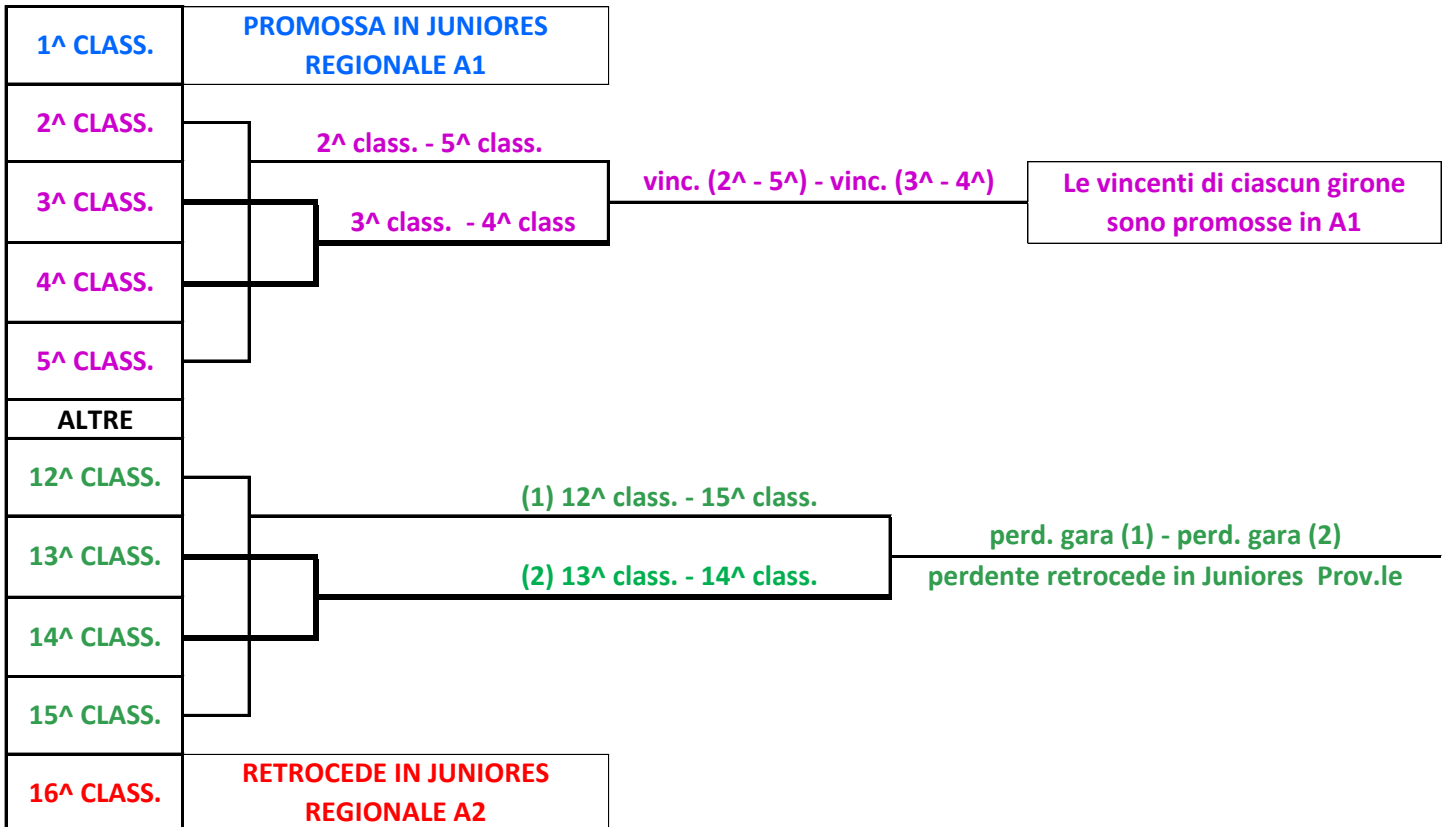 1^ CLASS.
PROMOSSA IN JUNIORES
REGIONALE A1
2^ CLASS.
2^ class. - 5^ class.
3^ CLASS.
vinc. (2^ - 5^) - vinc. (3^ - 4^)
Le vincenti di ciascun girone
sono promosse in A1
3^ class.  - 4^ class
4^ CLASS.
5^ CLASS.
ALTRE
12^ CLASS.
(1) 12^ class. - 15^ class.
13^ CLASS.
perd. gara (1) - perd. gara (2)
(2) 13^ class. - 14^ class.
perdente retrocede in Juniores  Prov.le
14^ CLASS.
15^ CLASS.
16^ CLASS.
RETROCEDE IN JUNIORES
REGIONALE A2